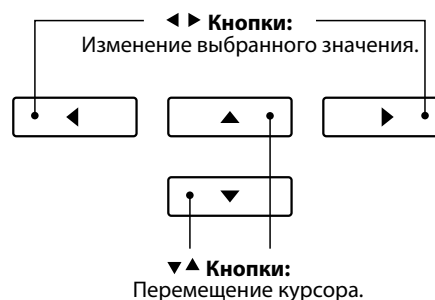 ◀ ▶ Кнопки:
Изменение выбранного значения.
▼▲ Кнопки:
Перемещение курсора.